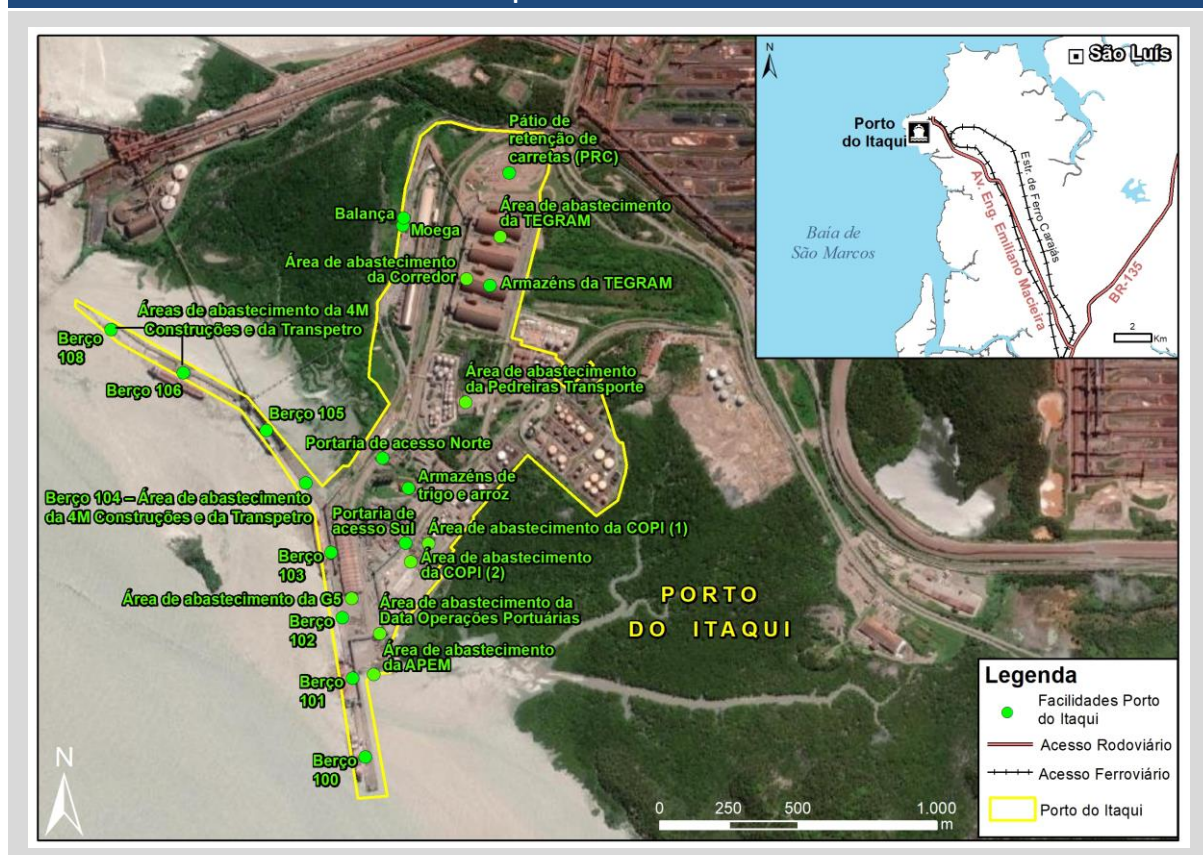 Pátio de
retenção de
carretas (PRC)
Área de abastecimento
da TEGRAM
Balança
Moega
Área de abastecimento
da Corredor
Armazéns da TEGRAM
Áreas de abastecimento da 4M
Construções e da Transpetro
Berço
108
Berço 106
Área de abastecimento
da Pedreiras Transporte
Berço 105
Portaria de acesso Norte
Berço 104 – Área de abastecimento
da 4M Construções e da Transpetro
Armazéns de
trigo e arroz
Portaria de
acesso Sul
Área de abastecimento da COPI (1)
Área de abastecimento
da COPI (2)
Berço
103
Área de abastecimento da G5
Berço
102
Área de abastecimento da
Data Operações Portuárias
Área de abastecimento
da APEM
Berço
101
Berço
100
PORTO
DO ITAQUI
N
0 250 500 1.000
m
N
São Luís
Porto
do Itaqui
Estr. de Ferro Carajás
Av. Eng. Emiliano Macieira
BR-135
Baía de
São Marcos
2
Km
Legenda
Facilidades Porto
do Itaqui
Acesso Rodoviário
Acesso Ferroviário
Porto do Itaqui